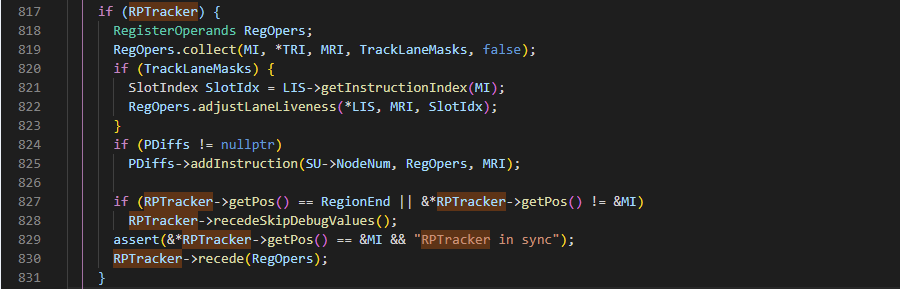 817 if (RPTracker) {
818 RegisterOperands RegOpers;
819 RegOpers.collect(MI, *TRI, MRI, TrackLaneMasks, false);
820 if (TrackLaneMasks) {
821 SlotIndex SlotIdx = LIS->getInstructionIndex(MI);
822 RegOpers.adjustLaneLiveness(*LIS, MRI, SlotIdx);
823 }
824 if (PDiffs != nullptr)
825 PDiffs->addInstruction(SU->NodeNum, RegOpers, MRI);
826
827 if (RPTracker->getPos() == RegionEnd || &*RPTracker->getPos() != &MI)
828 RPTracker->recedeSkipDebugValues();
829 assert(&*RPTracker->getPos() == &MI && "RPTracker in sync");
830 RPTracker->recede(RegOpers);
831 }